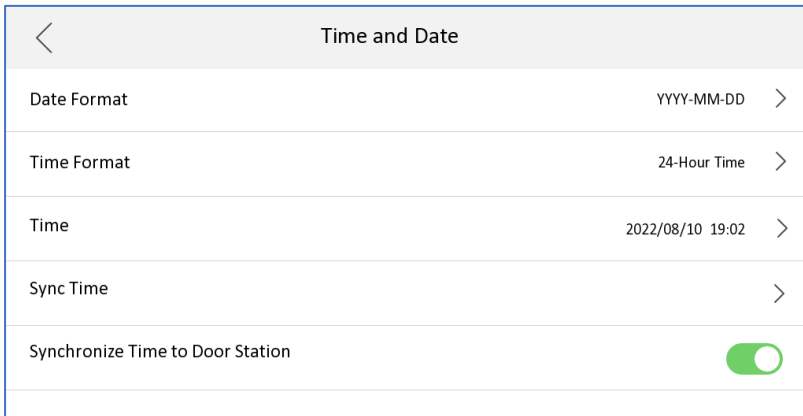 Time and Date
Date Format YYYY-MM-DD
Time Format 24-Hour Time
Time 2022/08/10 19:02
Sync Time
Synchronize Time to Door Station